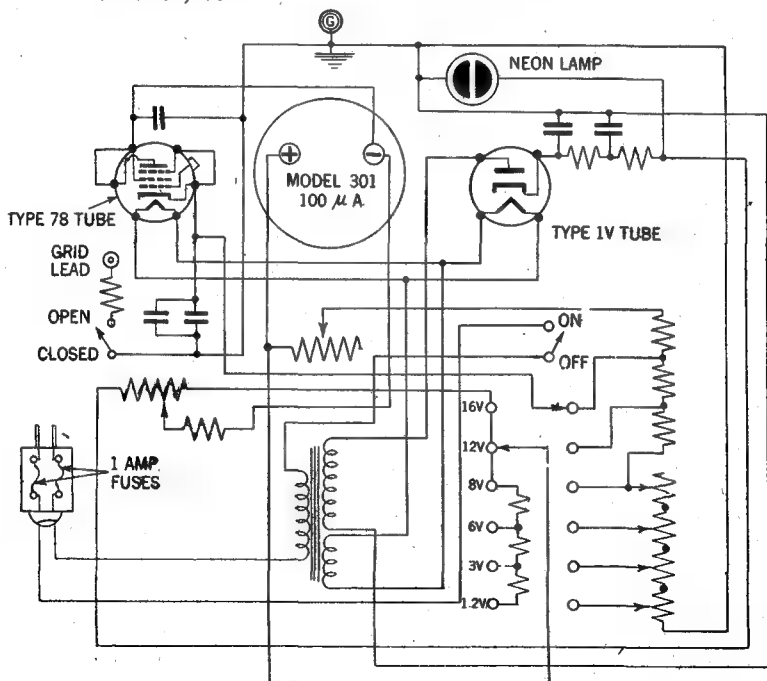 G
NEON LAMP
+
−
MODEL 301
100 μA
TYPE 78 TUBE
TYPE 1V TUBE
GRID
LEAD
OPEN
CLOSED
ON
OFF
16V
12V
8V
6V
3V
1.2V
1 AMP.
FUSES